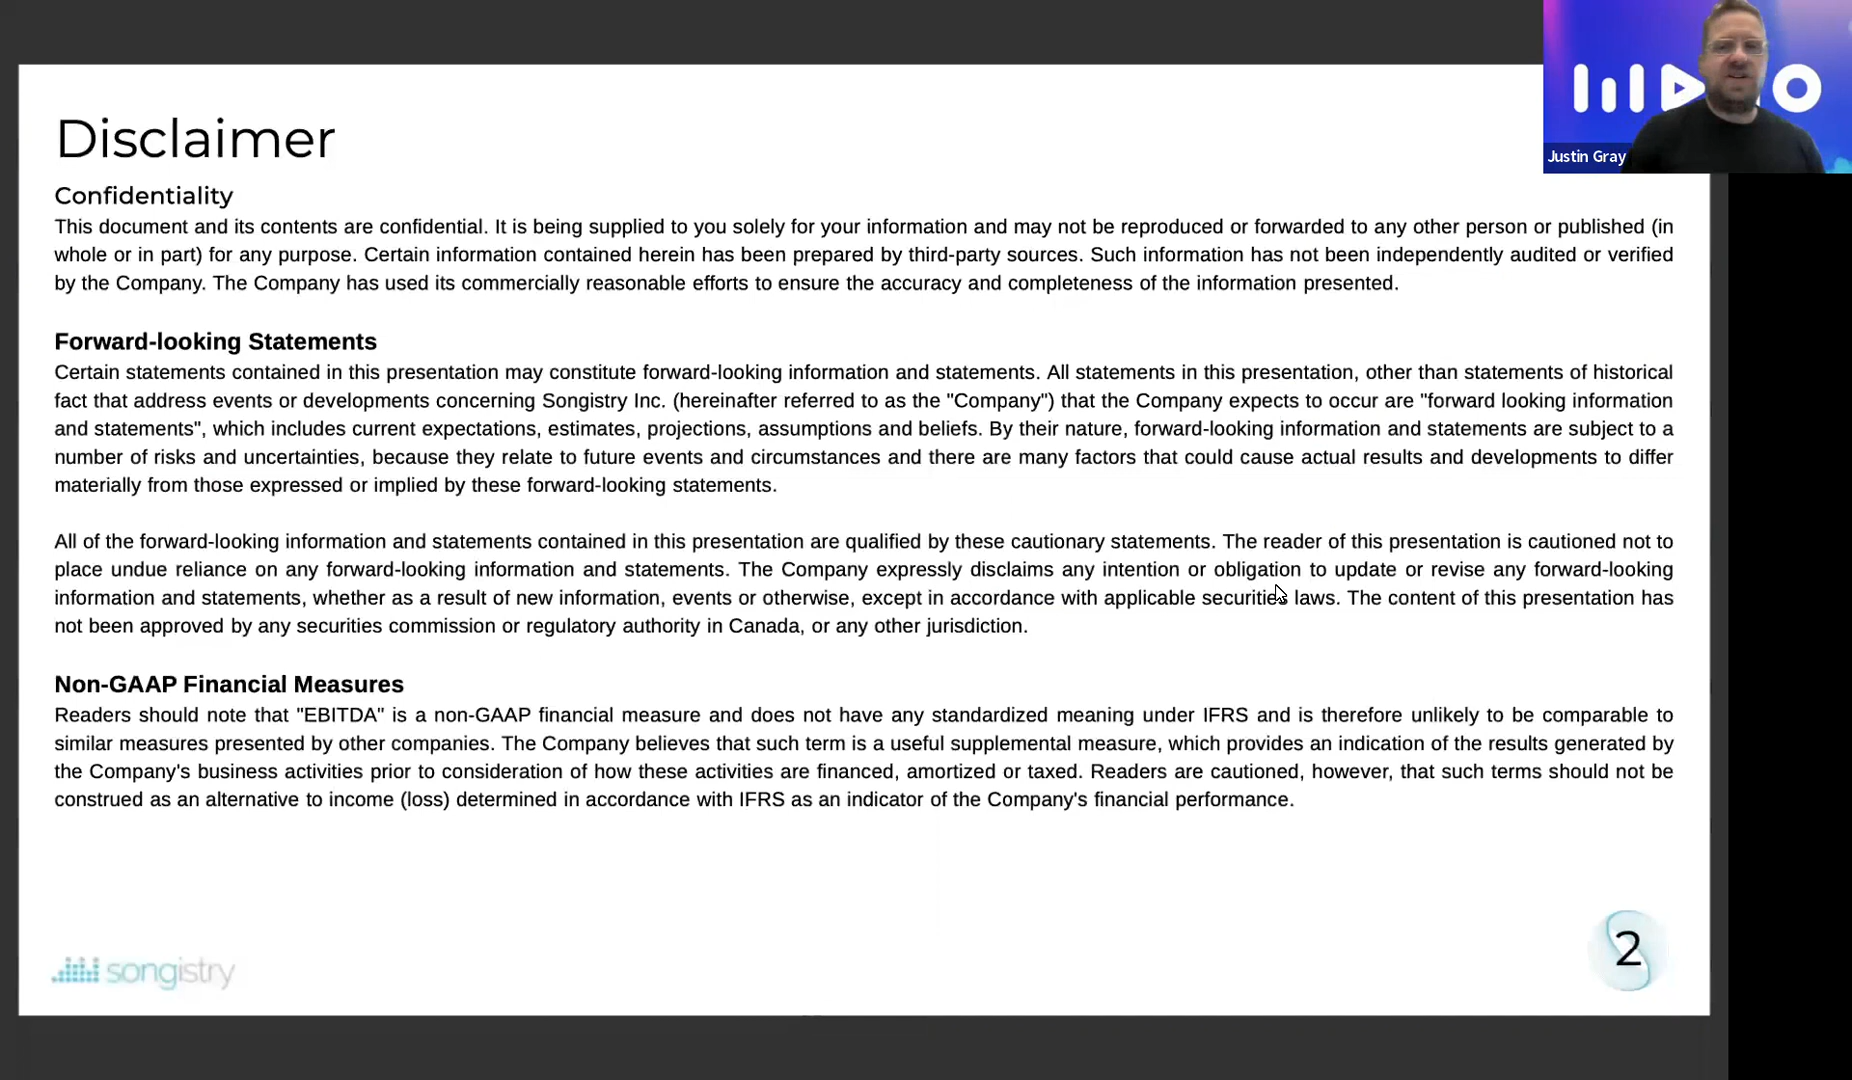 Disclaimer
Justin Gray
Confidentiality
This document and its contents are confidential. It is being supplied to you solely for your information and may not be reproduced or forwarded to any other person or published (in
whole or in part) for any purpose. Certain information contained herein has been prepared by third-party sources. Such information has not been independently audited or verified
by the Company. The Company has used its commercially reasonable efforts to ensure the accuracy and completeness of the information presented.
Forward-looking Statements
Certain statements contained in this presentation may constitute forward-looking information and statements. All statements in this presentation, other than statements of historical
fact that address events or developments concerning Songistry Inc. (hereinafter referred to as the "Company") that the Company expects to occur are "forward looking information
and statements", which includes current expectations, estimates, projections, assumptions and beliefs. By their nature, forward-looking information and statements are subject to a
number of risks and uncertainties, because they relate to future events and circumstances and there are many factors that could cause actual results and developments to differ
materially from those expressed or implied by these forward-looking statements.
All of the forward-looking information and statements contained in this presentation are qualified by these cautionary statements. The reader of this presentation is cautioned not to
place undue reliance on any forward-looking information and statements. The Company expressly disclaims any intention or obligation to update or revise any forward-looking
information and statements, whether as a result of new information, events or otherwise, except in accordance with applicable securities laws. The content of this presentation has
not been approved by any securities commission or regulatory authority in Canada, or any other jurisdiction.
Non-GAAP Financial Measures
Readers should note that "EBITDA" is a non-GAAP financial measure and does not have any standardized meaning under IFRS and is therefore unlikely to be comparable to
similar measures presented by other companies. The Company believes that such term is a useful supplemental measure, which provides an indication of the results generated by
the Company's business activities prior to consideration of how these activities are financed, amortized or taxed. Readers are cautioned, however, that such terms should not be
construed as an alternative to income (loss) determined in accordance with IFRS as an indicator of the Company's financial performance.
songistry
2